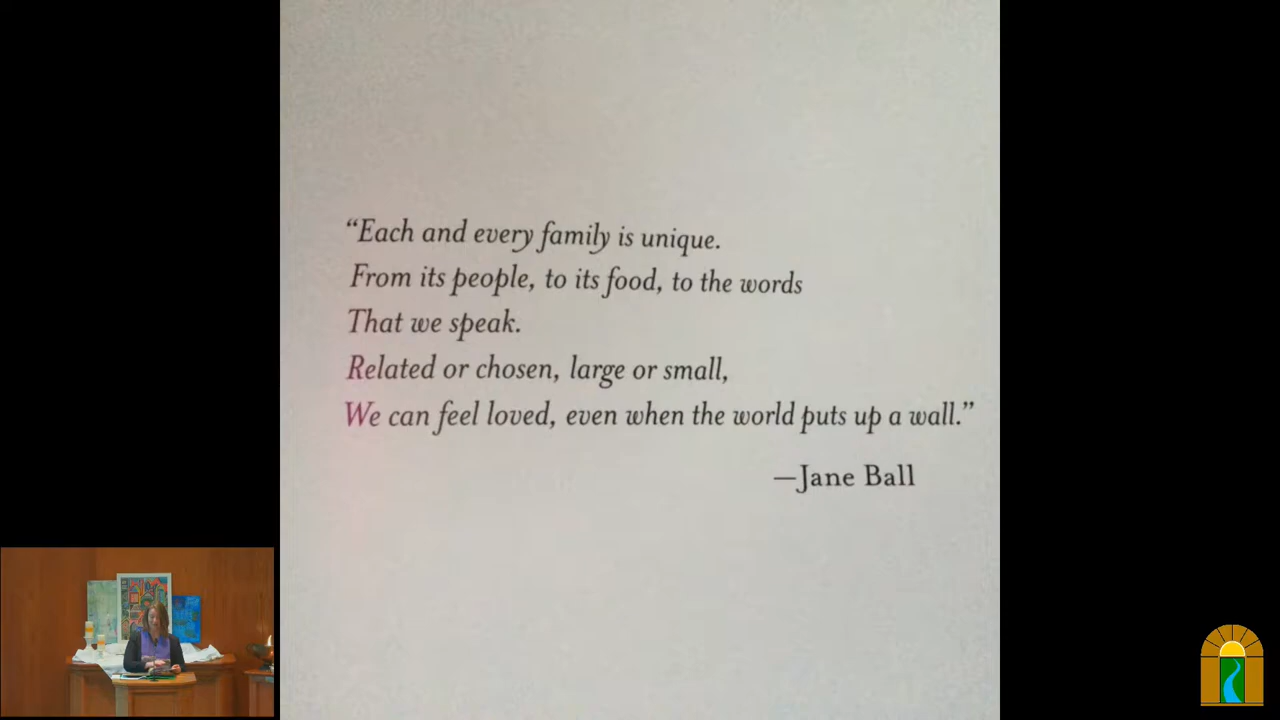 “Each and every family is unique.
From its people, to its food, to the words
That we speak.
Related or chosen, large or small,
We can feel loved, even when the world puts up a wall.”
—Jane Ball